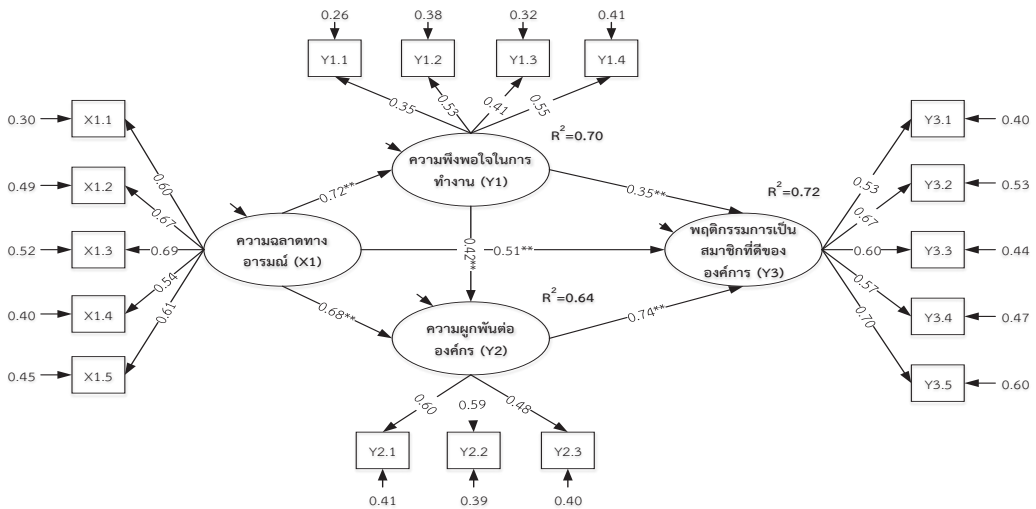 0.26 0.38 0.32 0.41
Y1.1 Y1.2 Y1.3 Y1.4
0.35 0.53 0.41 0.55
0.30 X1.1
0.49 X1.2
0.52 X1.3
0.40 X1.4
0.45 X1.5
0.60
0.67
0.69
0.54
0.61
ความฉลาดทาง
อารมณ์ (X1)
0.72**
0.51**
0.68**
R²=0.70
ความพึงพอใจในการ
ทำงาน (Y1)
0.42**
0.35**
R²=0.64
ความผูกพันต่อ
องค์กร (Y2)
0.74**
R²=0.72
พฤติกรรมการเป็น
สมาชิกที่ดีของ
องค์การ (Y3)
0.53
0.67
0.60
0.57
0.70
Y3.1 0.40
Y3.2 0.53
Y3.3 0.44
Y3.4 0.47
Y3.5 0.60
0.60 0.59 0.48
Y2.1 Y2.2 Y2.3
0.41 0.39 0.40